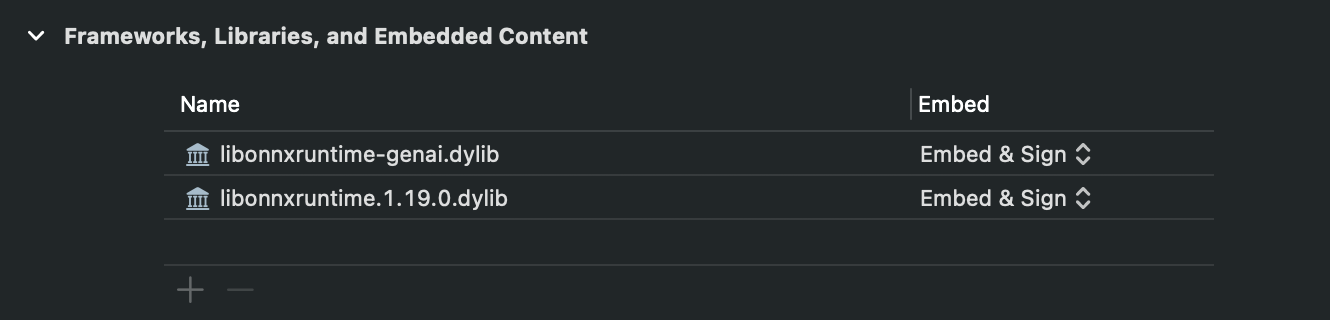 Frameworks, Libraries, and Embedded Content
Name Embed
libonnxruntime-genai.dylib Embed & Sign
libonnxruntime.1.19.0.dylib Embed & Sign